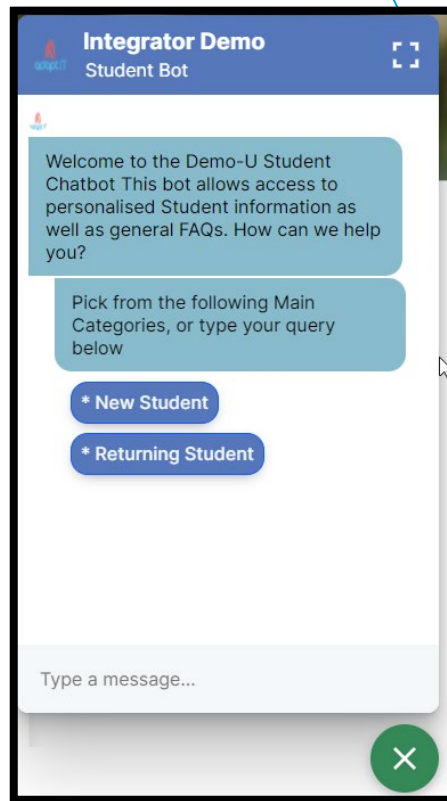 Integrator Demo
adapt IT
Student Bot
Welcome to the Demo-U Student
Chatbot This bot allows access to
personalised Student information as
well as general FAQs. How can we help
you?
Pick from the following Main
Categories, or type your query
below
* New Student
* Returning Student
Type a message...